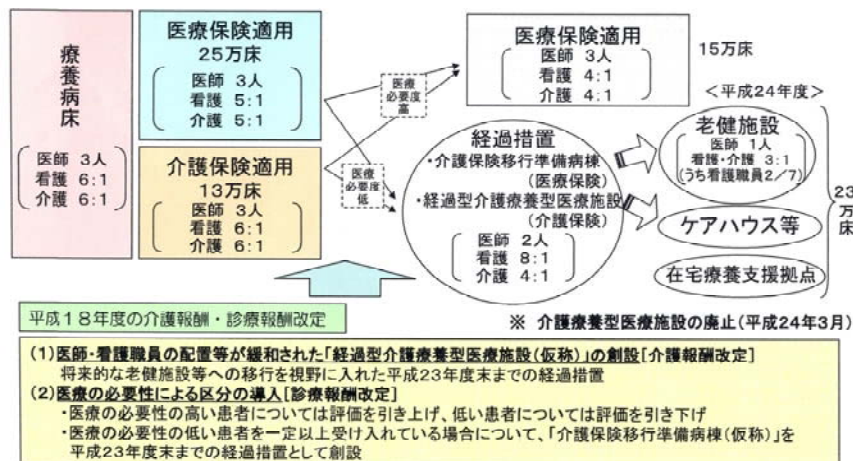 療養病床
医師 3人
看護 6:1
介護 6:1
医療保険適用
25万床
医師 3人
看護 5:1
介護 5:1
介護保険適用
13万床
医師 3人
看護 6:1
介護 6:1
医療
必要度
高
医療
必要度
低
医療保険適用
医師 3人
看護 4:1
介護 4:1
15万床
経過措置
・介護保険移行準備病棟
(医療保険)
・経過型介護療養型医療施設
(介護保険)
医師 2人
看護 8:1
介護 4:1
<平成24年度>
老健施設
医師 1人
看護・介護 3:1
(うち看護職員2/7)
ケアハウス等
在宅療養支援拠点
23
万
床
平成18年度の介護報酬・診療報酬改定
※ 介護療養型医療施設の廃止(平成24年3月)
(1)医師・看護職員の配置等が緩和された「経過型介護療養型医療施設(仮称)」の創設[介護報酬改定]
将来的な老健施設等への移行を視野に入れた平成23年度末までの経過措置
(2)医療の必要性による区分の導入[診療報酬改定]
・医療の必要性の高い患者については評価を引き上げ、低い患者については評価を引き下げ
・医療の必要性の低い患者を一定以上受け入れている場合について、「介護保険移行準備病棟(仮称)」を
平成23年度末までの経過措置として創設